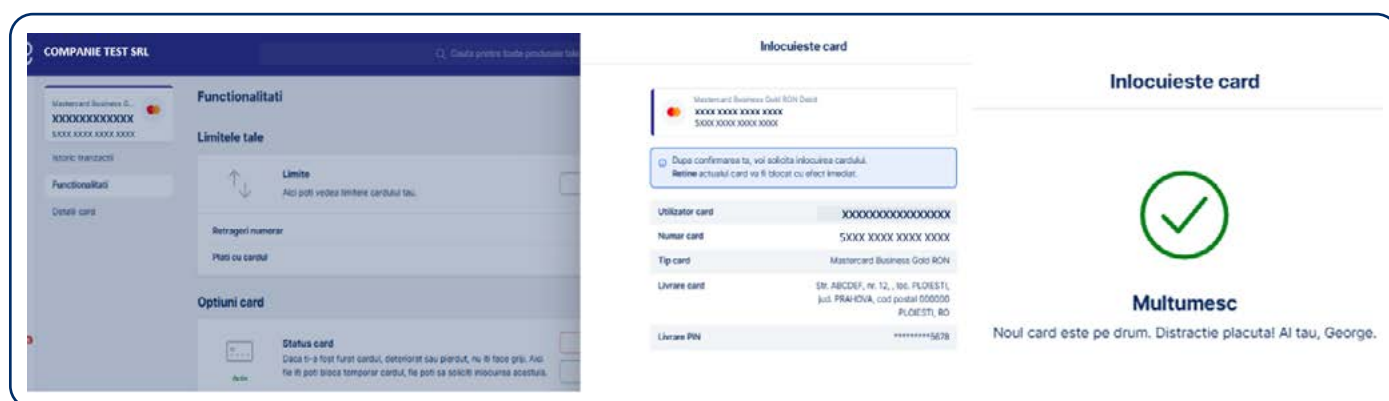 COMPANIE TEST SRL
Cauta printre toate produsele tale
Mastercard Business G...
XXXXXXXXXXXX
5XXX XXXX XXXX XXXX
Istoric tranzactii
Functionalitati
Detalii card
Functionalitati
Limitele tale
Limite
Aici poti vedea limitele cardului tau.
Retrageri numerar
Plati cu cardul
Optiuni card
Status card
Daca ti-a fost furat cardul, deteriorat sau pierdut, nu iti face griji. Aici
fie iti poti bloca temporar cardul, fie poti sa soliciti inlocuirea acestuia.
Activ
Inlocuieste card
Mastercard Business Gold RON Debit
XXXX XXXX XXXX XXXX
5XXX XXXX XXXX XXXX
Dupa confirmarea ta, voi solicita inlocuirea cardului.
Retine actualul card va fi blocat cu efect imediat.
Utilizator card XXXXXXXXXXXXXXXX
Numar card 5XXX XXXX XXXX XXXX
Tip card Mastercard Business Gold RON
Livrare card Str. ABCDEF, nr. 12, , loc. PLOIESTI,
jud. PRAHOVA, cod postal 000000
PLOIESTI, RO
Livrare PIN *********5678
Inlocuieste card
Multumesc
Noul card este pe drum. Distractie placuta! Al tau, George.